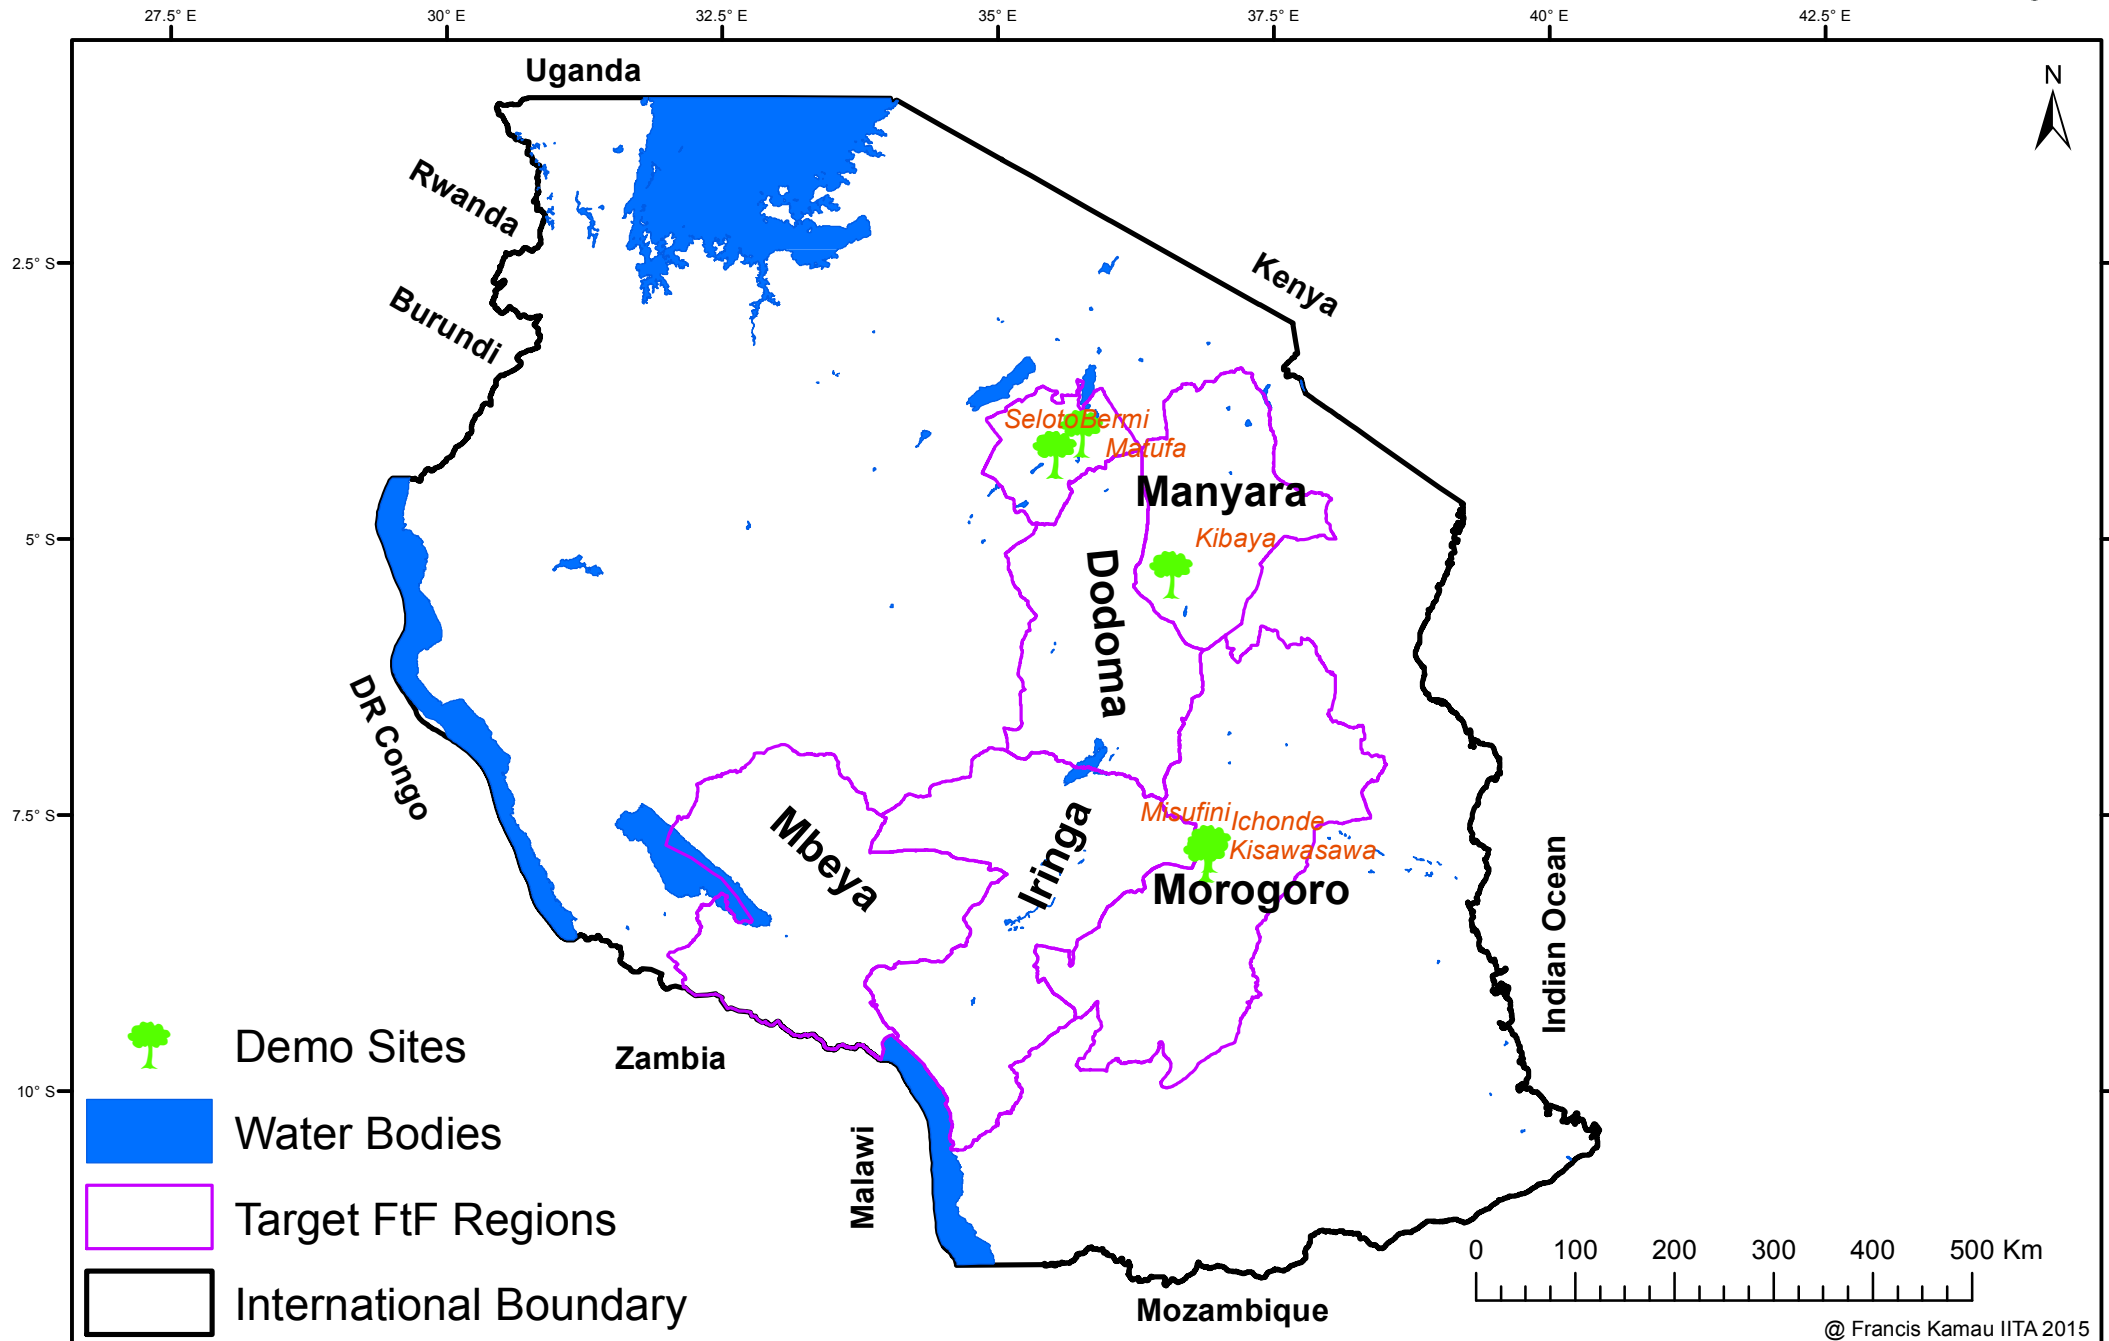 27.5° E
30° E
32.5° E
35° E
37.5° E
40° E
42.5° E
Uganda
N
Rwanda
2.5° S
Kenya
Burundi
SelotoBermi
Matufa
Manyara
Kibaya
5° S
Dodoma
DR Congo
7.5° S
Misufini
Ichonde
Mbeya
Iringa
Kisawasawa
Morogoro
Indian Ocean
Demo Sites
Zambia
10° S
Water Bodies
Malawi
Target FtF Regions
0 100 200 300 400 500 Km
International Boundary
Mozambique
@ Francis Kamau IITA 2015